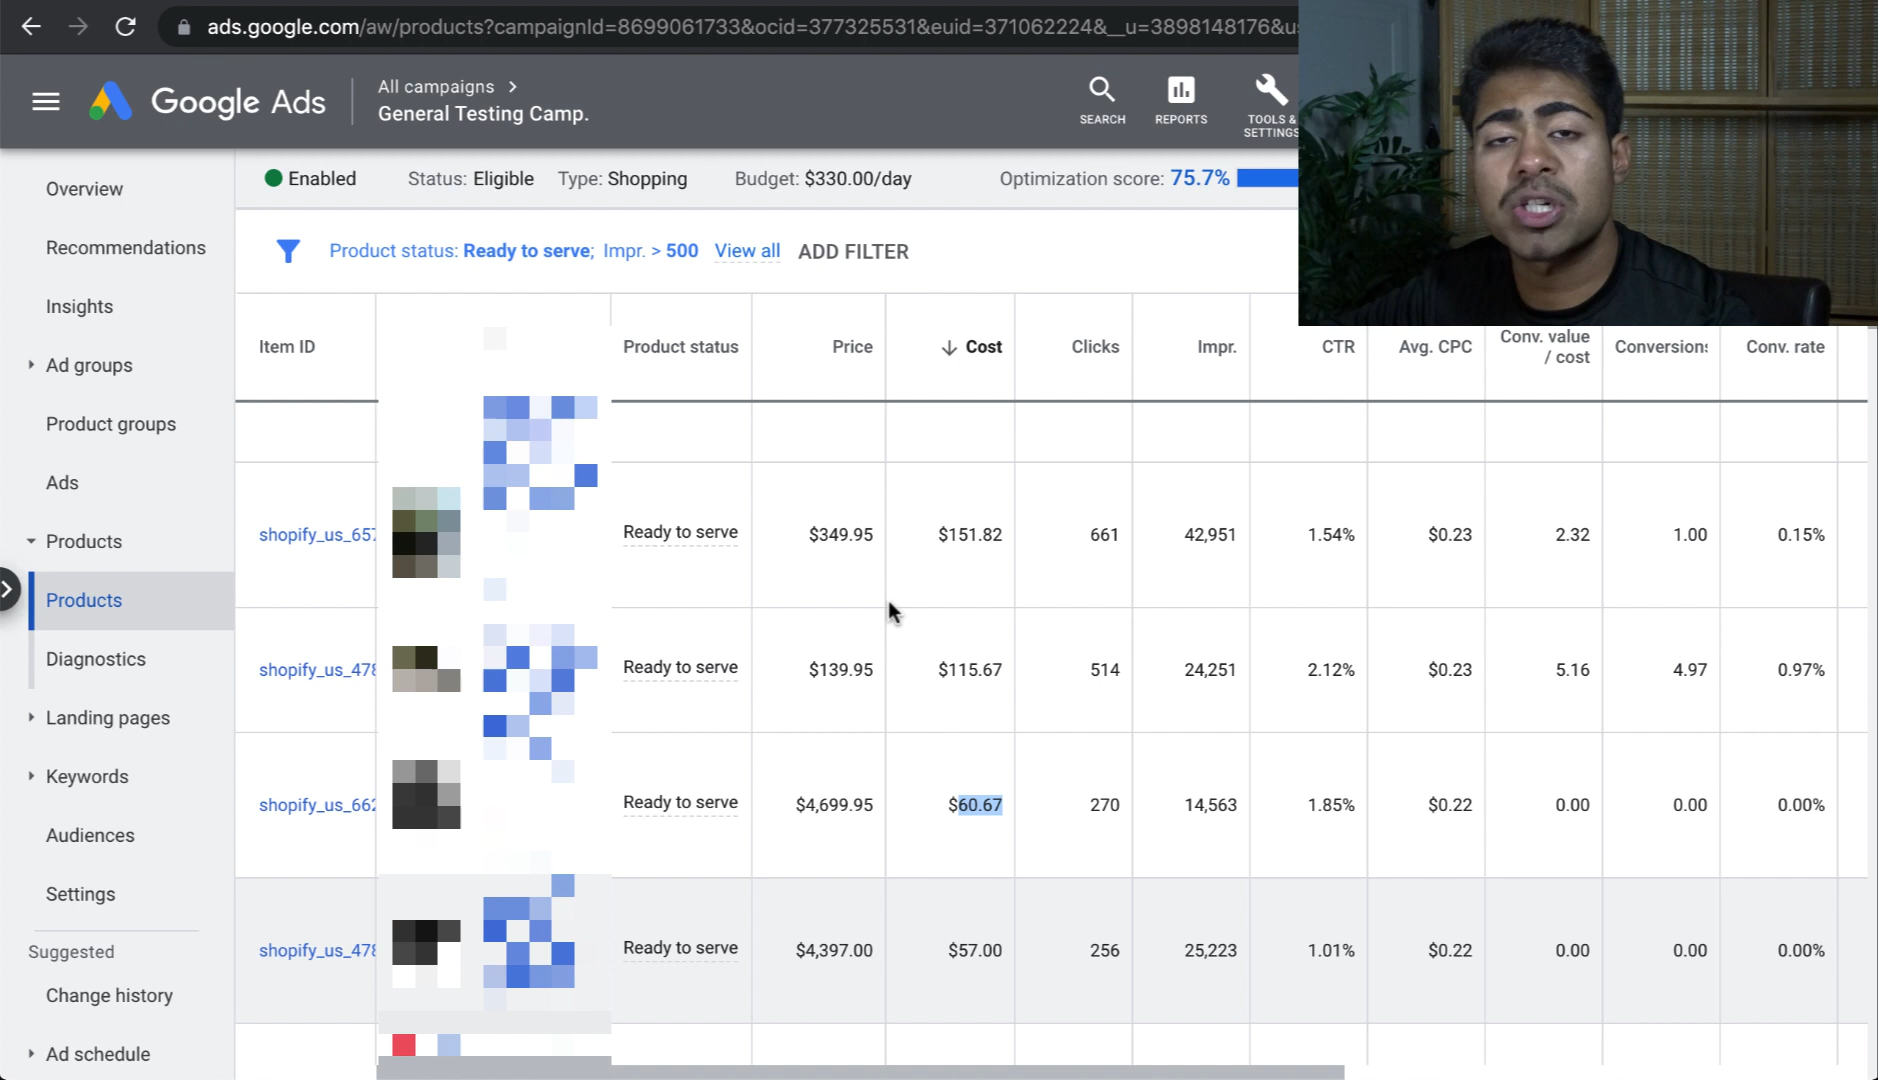 ads.google.com/aw/products?campaignId=8699061733&ocid=377325531&euid=371062224&__u=3898148176&us
Google Ads
All campaigns
General Testing Camp.
SEARCH
REPORTS
TOOLS &
SETTINGS
Enabled
Status: Eligible
Type: Shopping
Budget: $330.00/day
Optimization score: 75.7%
Product status: Ready to serve; Impr. > 500
View all
ADD FILTER
Overview
Recommendations
Insights
Ad groups
Product groups
Ads
Products
Products
Diagnostics
Landing pages
Keywords
Audiences
Settings
Suggested
Change history
Ad schedule
Item ID Product status Price Cost Clicks Impr. CTR Avg. CPC Conv. value / cost Conversions Conv. rate
shopify_us_657 Ready to serve $349.95 $151.82 661 42,951 1.54% $0.23 2.32 1.00 0.15%
shopify_us_478 Ready to serve $139.95 $115.67 514 24,251 2.12% $0.23 5.16 4.97 0.97%
shopify_us_662 Ready to serve $4,699.95 $60.67 270 14,563 1.85% $0.22 0.00 0.00 0.00%
shopify_us_478 Ready to serve $4,397.00 $57.00 256 25,223 1.01% $0.22 0.00 0.00 0.00%